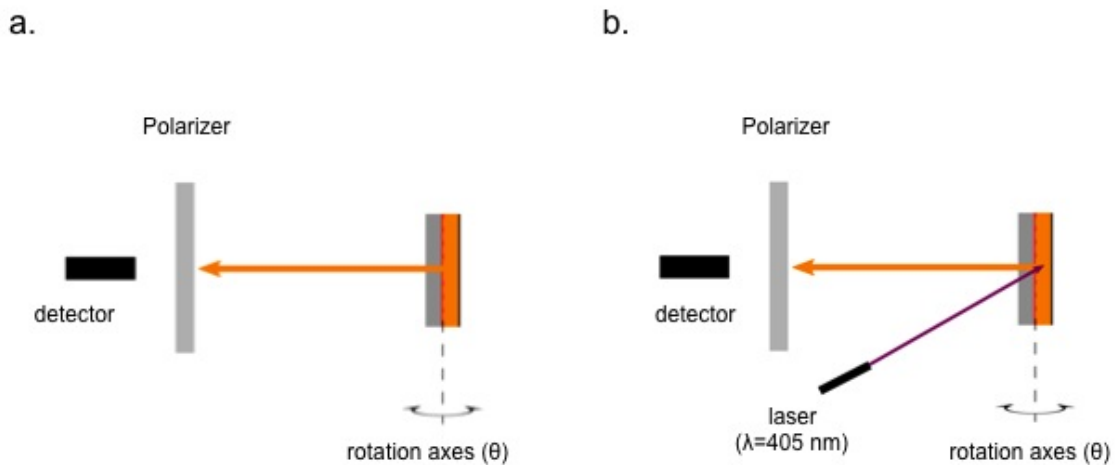 a.
Polarizer
detector
rotation axes (θ)
b.
Polarizer
detector
laser
(λ=405 nm)
rotation axes (θ)